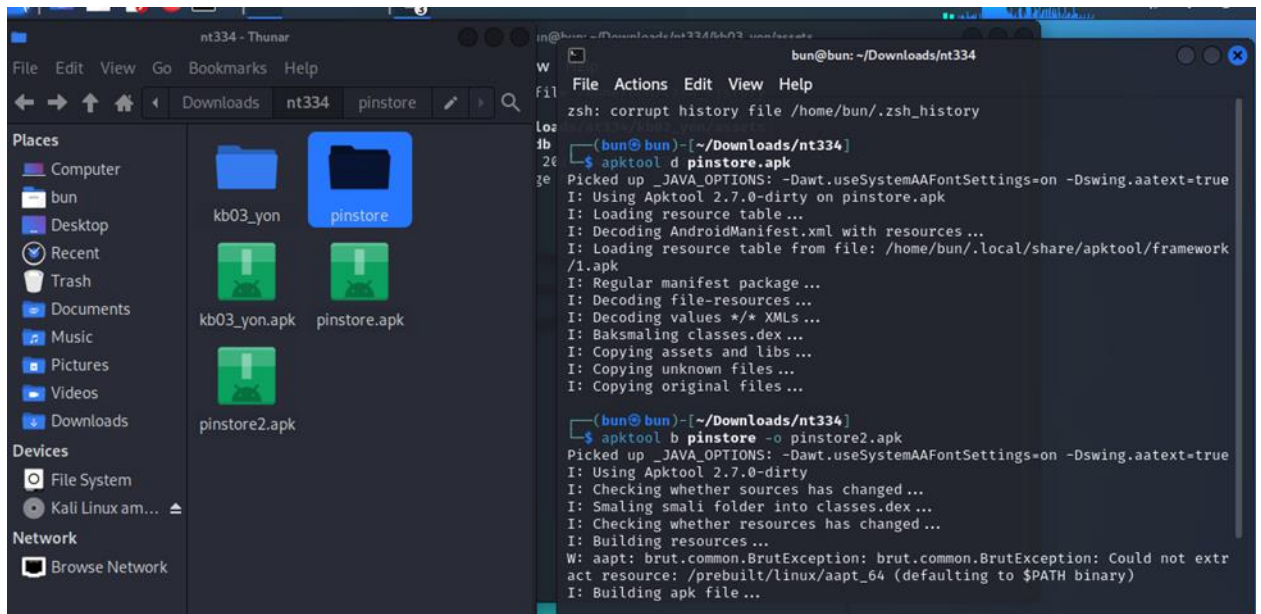 nt334 - Thunar
File Edit View Go Bookmarks Help
Downloads nt334 pinstore
Places
Computer
bun
Desktop
Recent
Trash
Documents
Music
Pictures
Videos
Downloads
Devices
File System
Kali Linux am...
Network
Browse Network
kb03_yon
pinstore
kb03_yon.apk
pinstore.apk
pinstore2.apk
bun@bun: ~/Downloads/nt334
File Actions Edit View Help
zsh: corrupt history file /home/bun/.zsh_history
(bun㉿bun)-[~/Downloads/nt334]
$ apktool d pinstore.apk
Picked up _JAVA_OPTIONS: -Dawt.useSystemAAFontSettings=on -Dswing.aatext=true
I: Using Apktool 2.7.0-dirty on pinstore.apk
I: Loading resource table...
I: Decoding AndroidManifest.xml with resources...
I: Loading resource table from file: /home/bun/.local/share/apktool/framework
/1.apk
I: Regular manifest package...
I: Decoding file-resources...
I: Decoding values */* XMLs...
I: Baksmaling classes.dex...
I: Copying assets and libs...
I: Copying unknown files...
I: Copying original files...
(bun㉿bun)-[~/Downloads/nt334]
$ apktool b pinstore -o pinstore2.apk
Picked up _JAVA_OPTIONS: -Dawt.useSystemAAFontSettings=on -Dswing.aatext=true
I: Using Apktool 2.7.0-dirty
I: Checking whether sources has changed...
I: Smaling smali folder into classes.dex...
I: Checking whether resources has changed...
I: Building resources...
W: aapt: brut.common.BrutException: brut.common.BrutException: Could not extr
act resource: /prebuilt/linux/aapt_64 (defaulting to $PATH binary)
I: Building apk file...